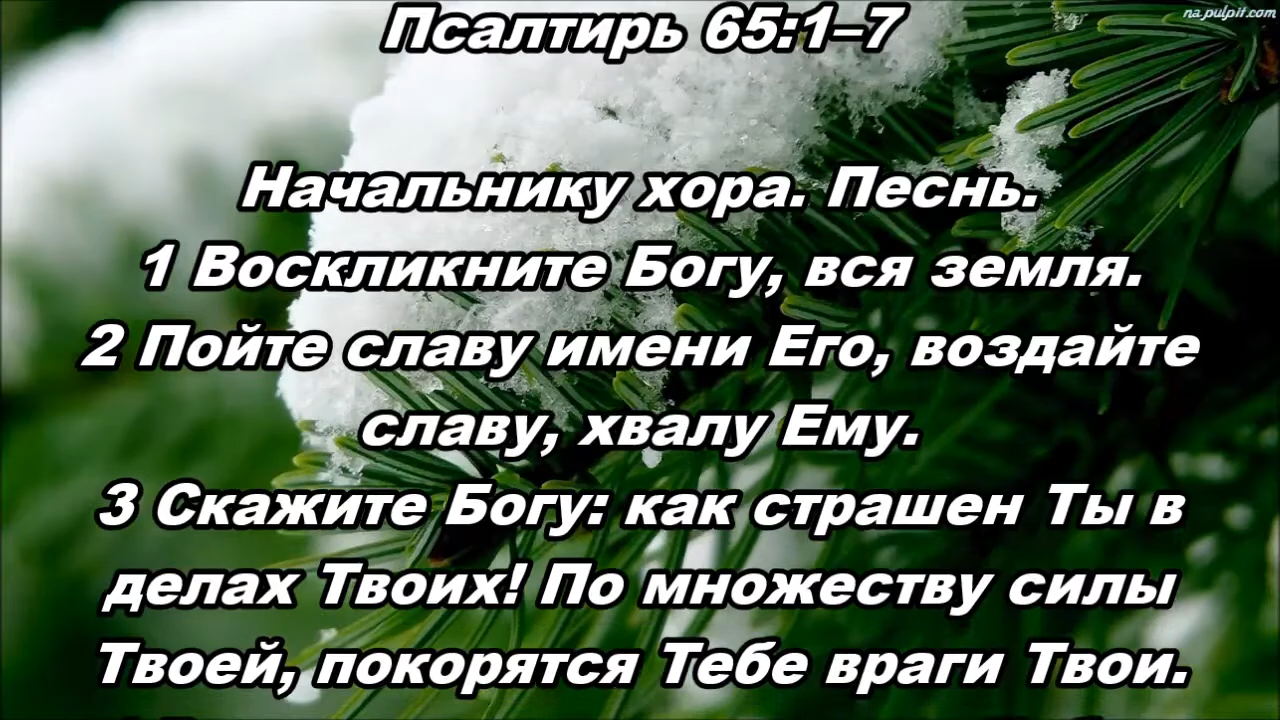 Псалтирь 65:1–7
na.pulpit.com
Начальнику хора. Песнь.
1 Воскликните Богу, вся земля.
2 Пойте славу имени Его, воздайте
славу, хвалу Ему.
3 Скажите Богу: как страшен Ты в
делах Твоих! По множеству силы
Твоей, покорятся Тебе враги Твои.